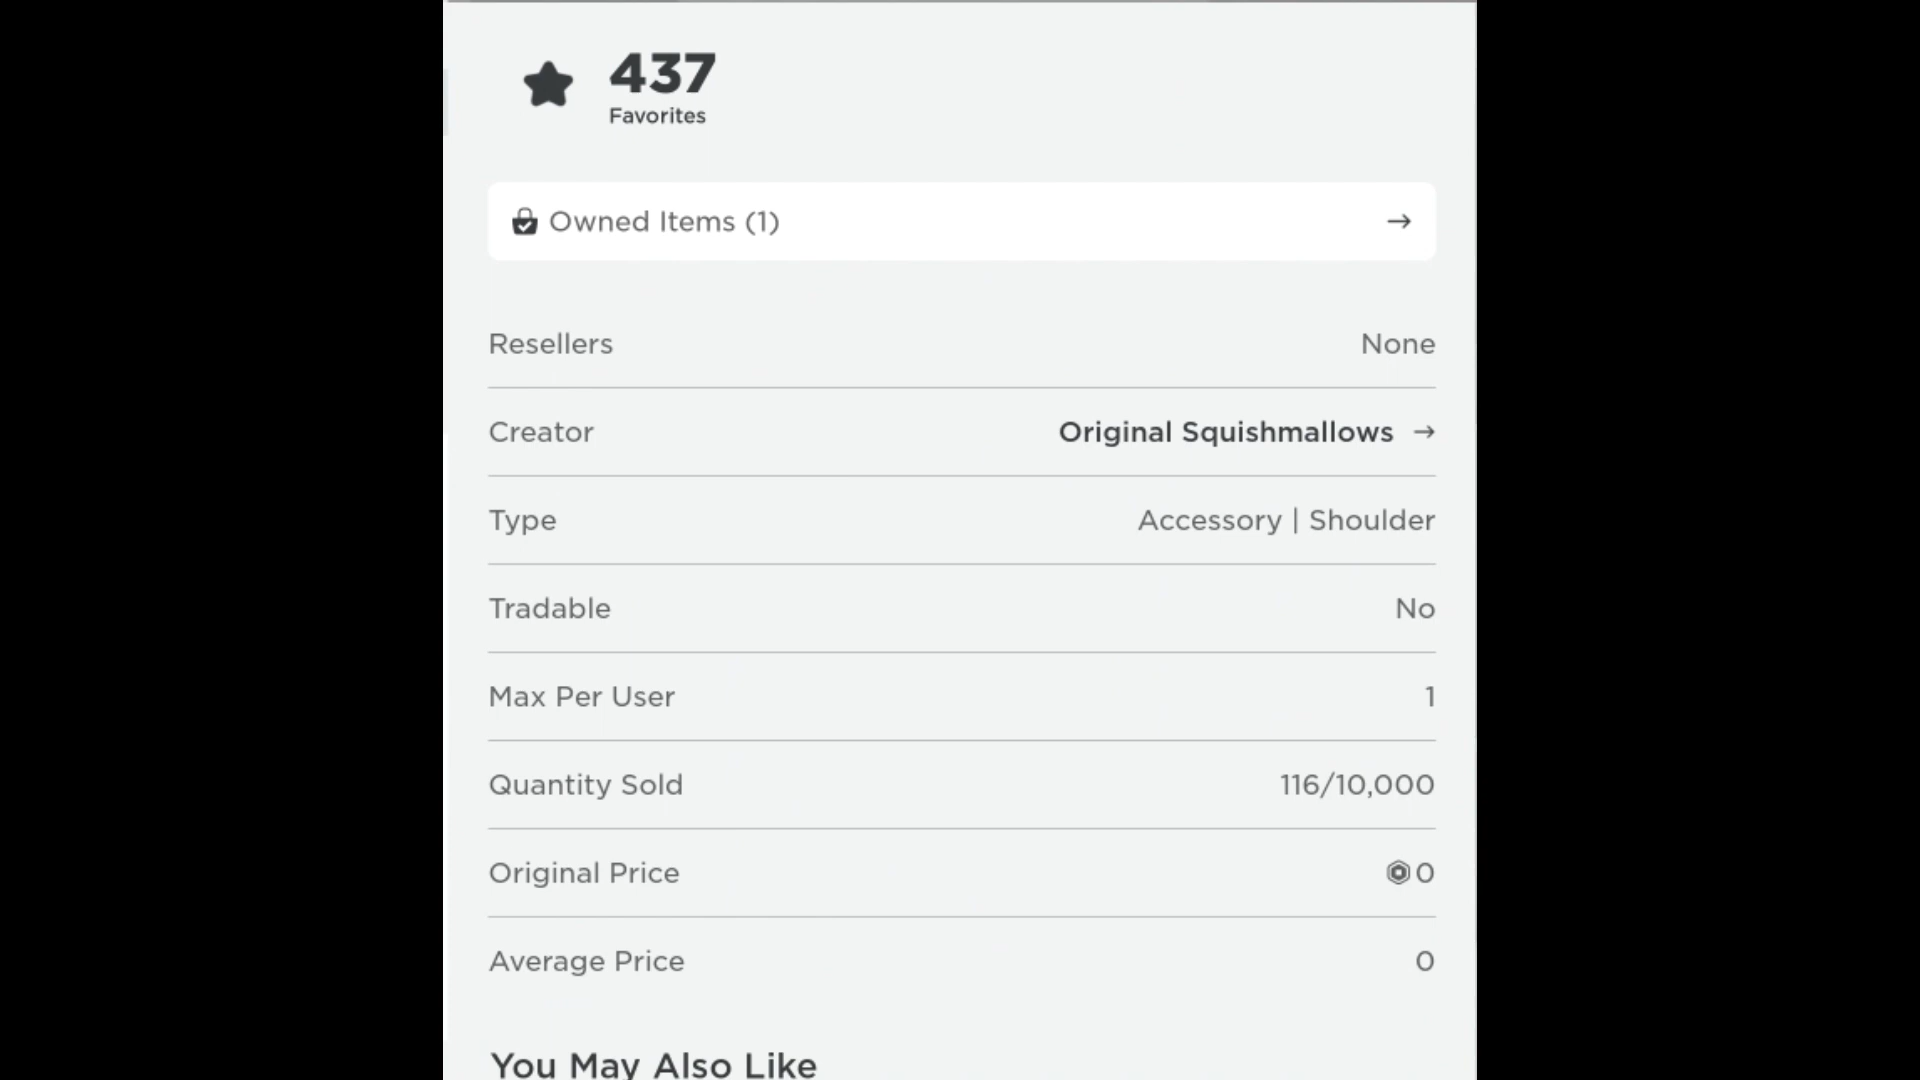 437
Favorites
Owned Items (1)
Resellers None
Creator Original Squishmallows →
Type Accessory | Shoulder
Tradable No
Max Per User 1
Quantity Sold 116/10,000
Original Price 0
Average Price 0
You May Also Like